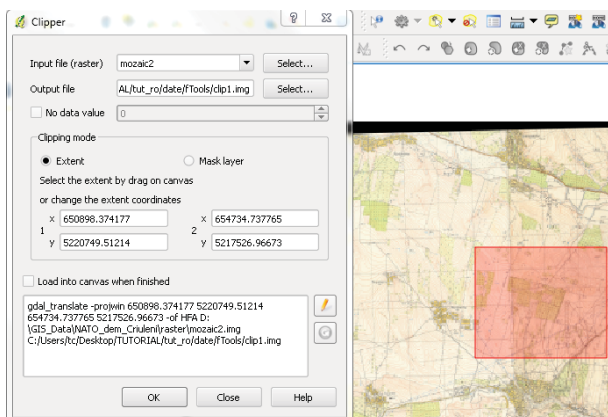 Clipper
Input file (raster) mozaic2 Select...
Output file AL/tut_ro/date/fTools/clip1.img Select...
No data value 0
Clipping mode
Extent Mask layer
Select the extent by drag on canvas
or change the extent coordinates
x 650898.374177 x 654734.737765
1 2
y 5220749.51214 y 5217526.96673
Load into canvas when finished
gdal_translate -projwin 650898.374177 5220749.51214
654734.737765 5217526.96673 -of HFA D:
\GIS_Data\NATO_dem_Criuleni\raster\mozaic2.img
C:/Users/tc/Desktop/TUTORIAL/tut_ro/date/fTools/clip1.img
OK Close Help